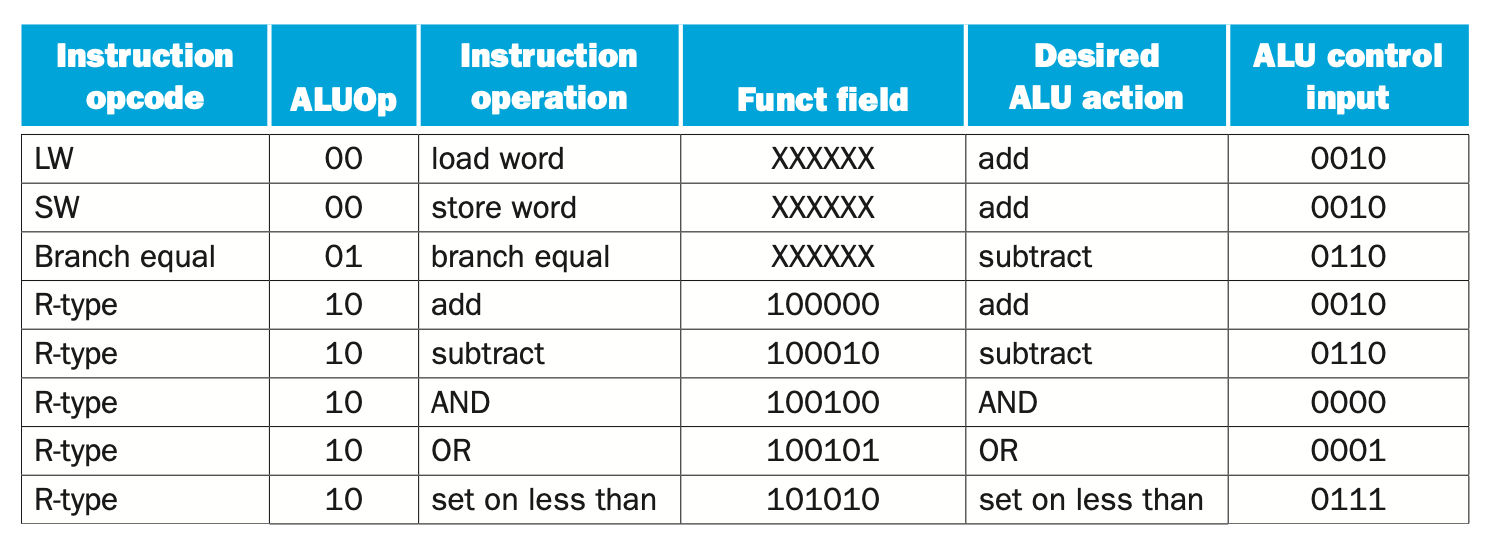 Instruction opcode ALUOp Instruction operation Funct field Desired ALU action ALU control input
LW 00 load word XXXXXX add 0010
SW 00 store word XXXXXX add 0010
Branch equal 01 branch equal XXXXXX subtract 0110
R-type 10 add 100000 add 0010
R-type 10 subtract 100010 subtract 0110
R-type 10 AND 100100 AND 0000
R-type 10 OR 100101 OR 0001
R-type 10 set on less than 101010 set on less than 0111